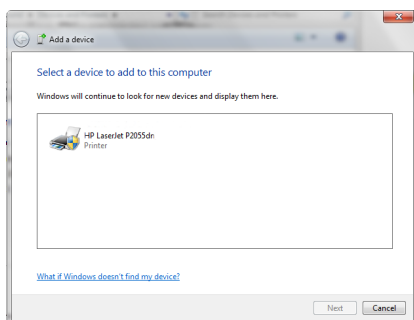 Add a device
Select a device to add to this computer
Windows will continue to look for new devices and display them here.
HP LaserJet P2055dn
Printer
What if Windows doesn't find my device?
Next
Cancel